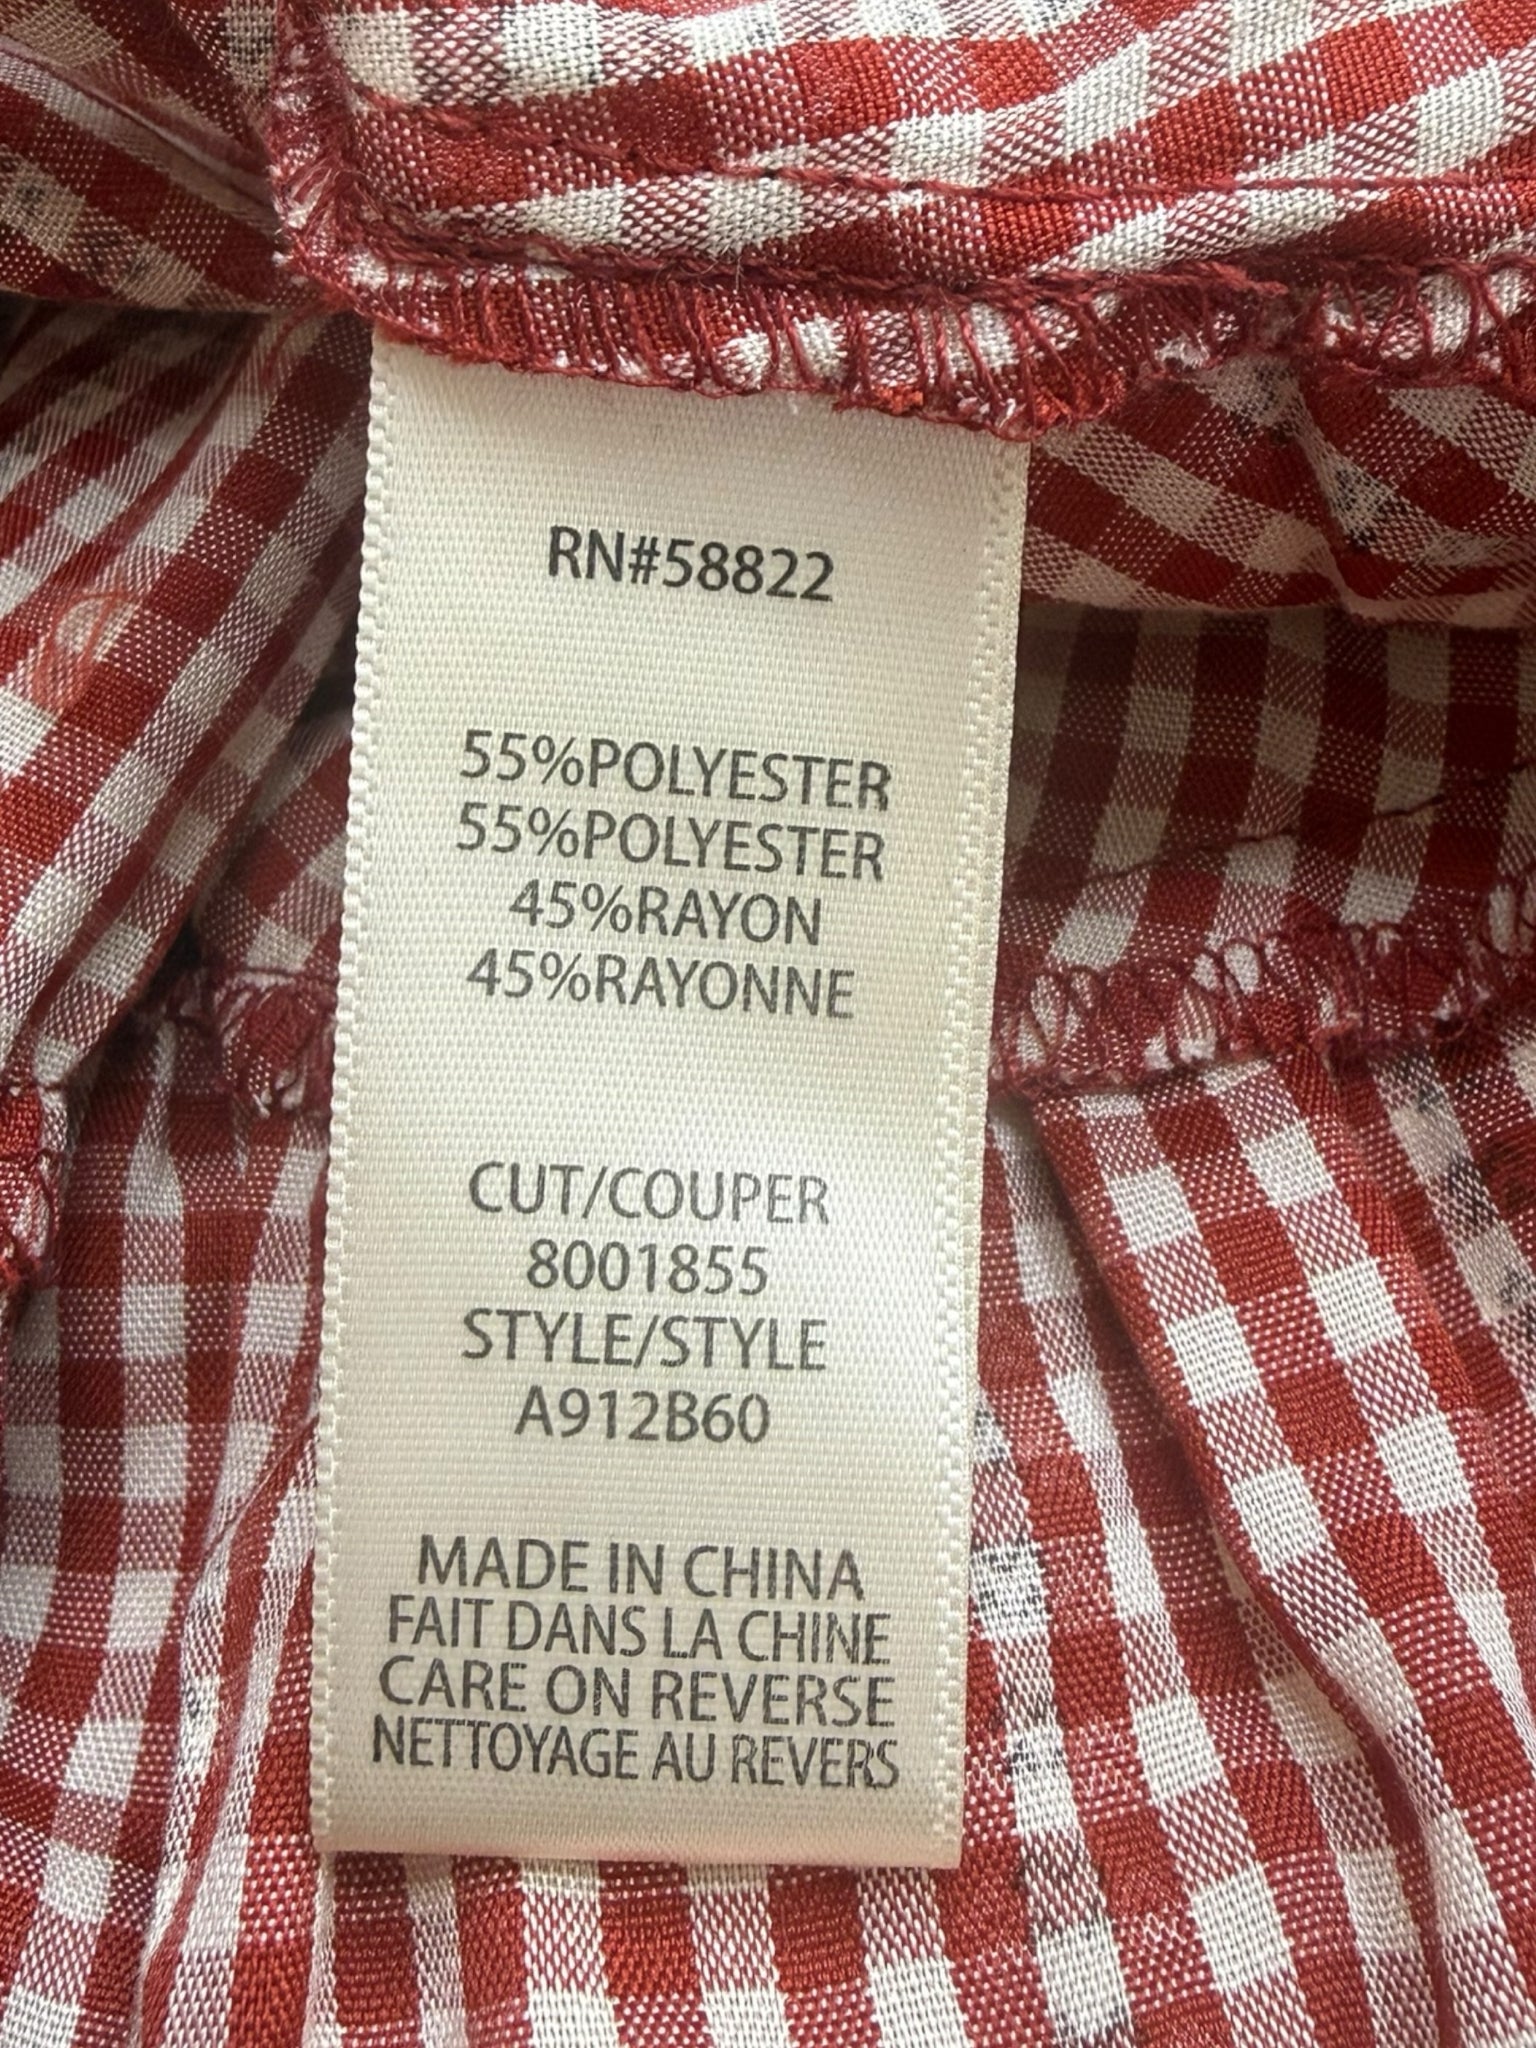 RN#58822
55%POLYESTER
55%POLYESTER
45%RAYON
45%RAYONNE
CUT/COUPER
8001855
STYLE/STYLE
A912B60
MADE IN CHINA
FAIT DANS LA CHINE
CARE ON REVERSE
NETTOYAGE AU REVERS